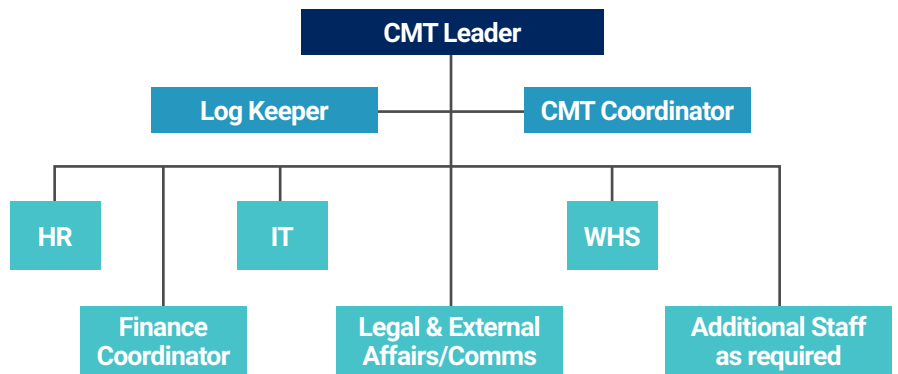 CMT Leader
Log Keeper
CMT Coordinator
HR
IT
WHS
Finance
Coordinator
Legal & External
Affairs/Comms
Additional Staff
as required